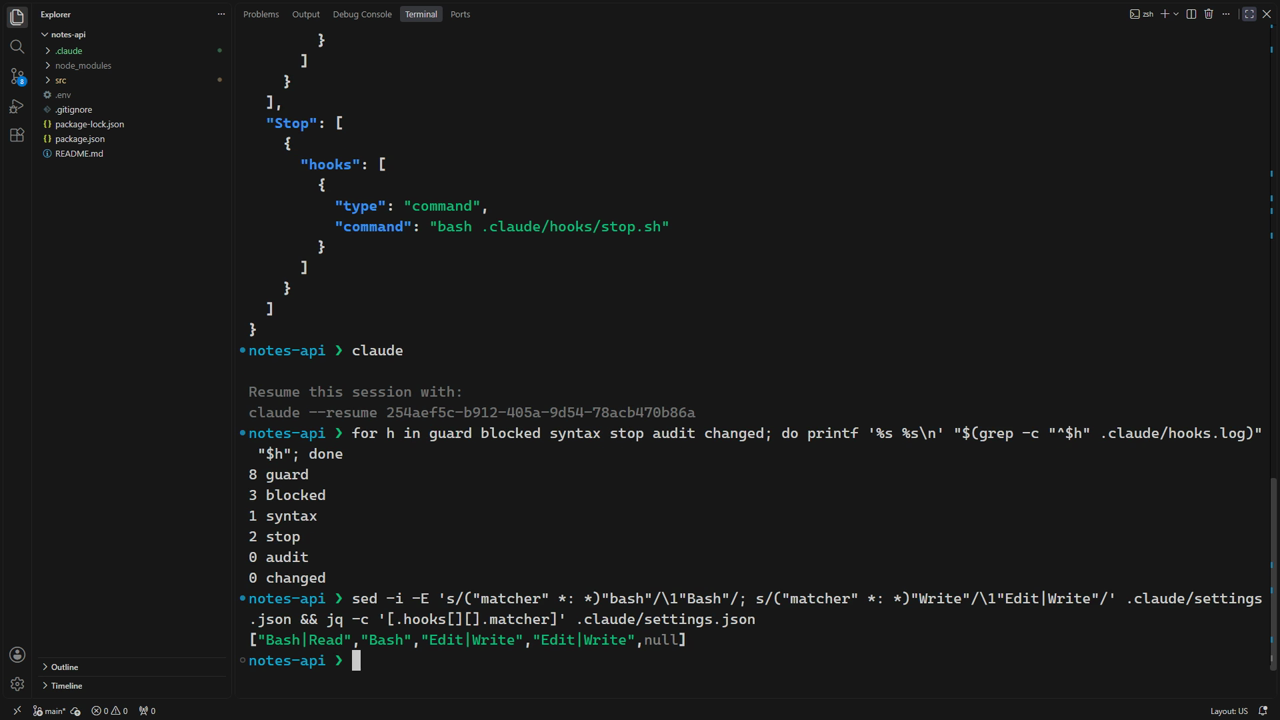 Explorer
Problems Output Debug Console Terminal Ports
zsh
notes-api
.claude
node_modules
src
.env
.gitignore
package-lock.json
package.json
README.md
8
}
]
}
],
"Stop": [
{
"hooks": [
{
"type": "command",
"command": "bash .claude/hooks/stop.sh"
}
]
}
]
}
notes-api ❯ claude
Resume this session with:
claude --resume 254aef5c-b912-405a-9d54-78acb470b86a
notes-api ❯ for h in guard blocked syntax stop audit changed; do printf '%s %s\n' "$(grep -c "^$h" .claude/hooks.log)"
"$h"; done
8 guard
3 blocked
1 syntax
2 stop
0 audit
0 changed
notes-api ❯ sed -i -E 's/("matcher" *: *)"bash"/\1"Bash"/; s/("matcher" *: *)"Write"/\1"Edit|Write"/' .claude/settings
.json && jq -c '[.hooks[][].matcher]' .claude/settings.json
["Bash|Read","Bash","Edit|Write","Edit|Write",null]
notes-api ❯
Outline
Timeline
main* 0 0 0
Layout: US